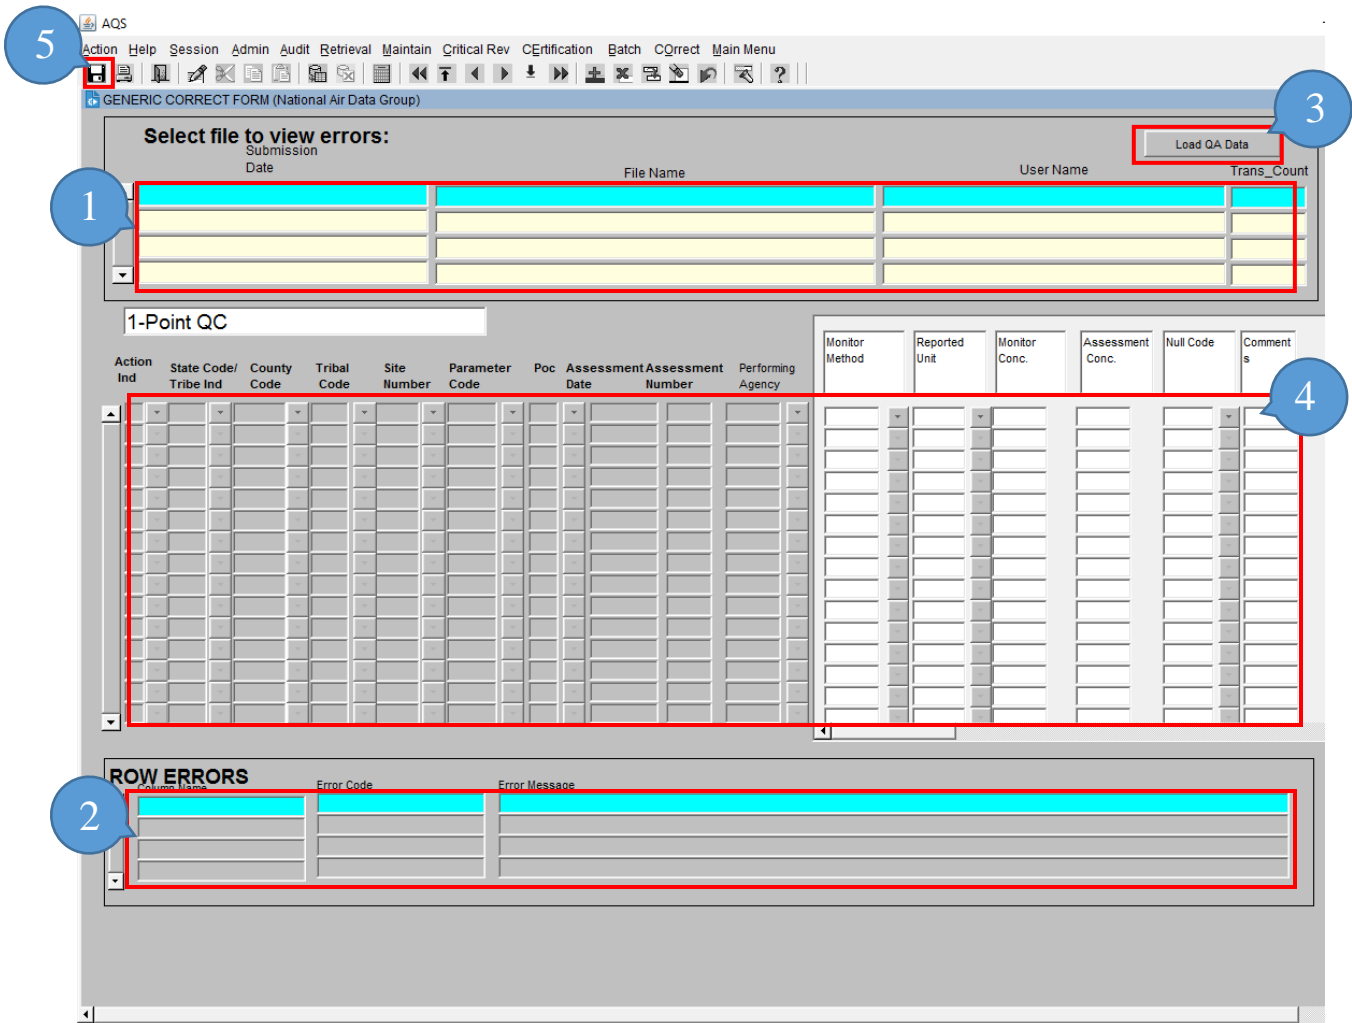 AQS
5
Action Help Session Admin Audit Retrieval Maintain Critical Rev CErtification Batch COrrect Main Menu
GENERIC CORRECT FORM (National Air Data Group)
3
Select file to view errors:
Load QA Data
Submission
Date
File Name
User Name
Trans_Count
1
1-Point QC
Action
Ind
State Code/
Tribe Ind
County
Code
Tribal
Code
Site
Number
Parameter
Code
Poc
Assessment
Date
Assessment
Number
Performing
Agency
Monitor
Method
Reported
Unit
Monitor
Conc.
Assessment
Conc.
Null Code
Comment
s
4
ROW ERRORS
Column Name
Error Code
Error Message
2